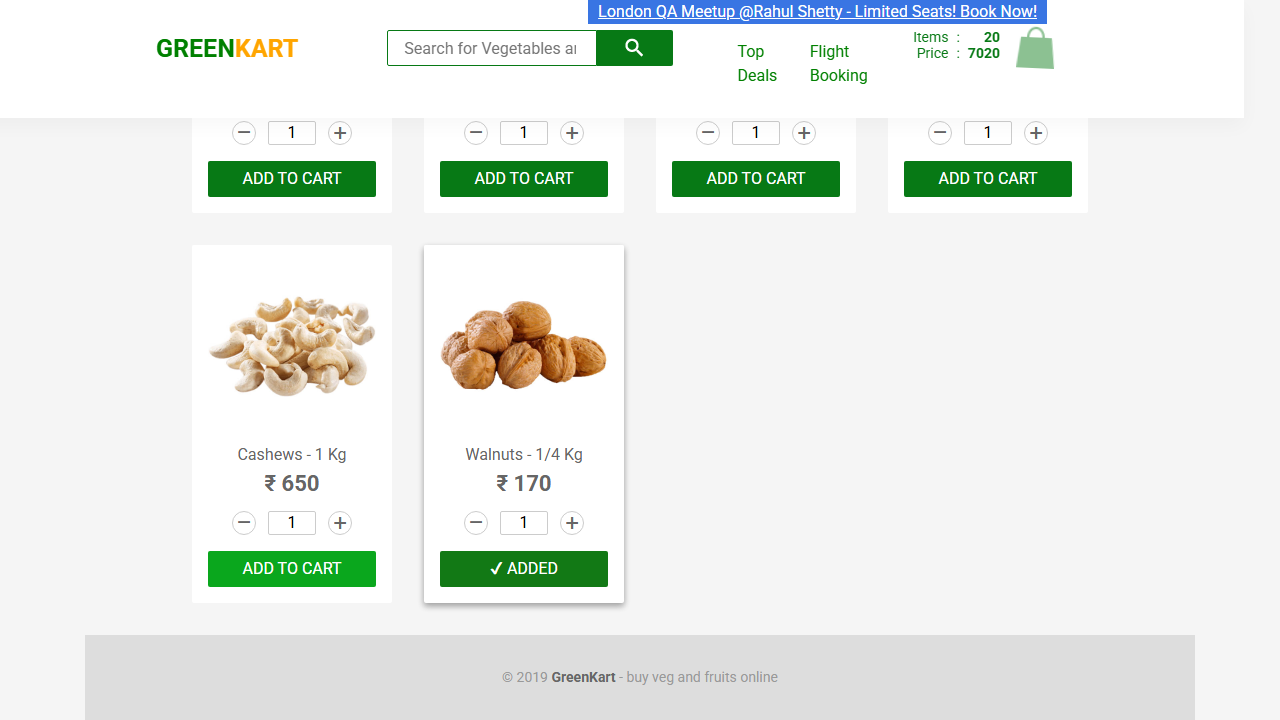 London QA Meetup @Rahul Shetty - Limited Seats! Book Now!
GREENKART
Search for Vegetables an
Top Deals
Flight Booking
Items : 20
Price : 7020
1
1
1
1
ADD TO CART
ADD TO CART
ADD TO CART
ADD TO CART
Cashews - 1 Kg
₹ 650
1
ADD TO CART
Walnuts - 1/4 Kg
₹ 170
1
✔ ADDED
© 2019 GreenKart - buy veg and fruits online